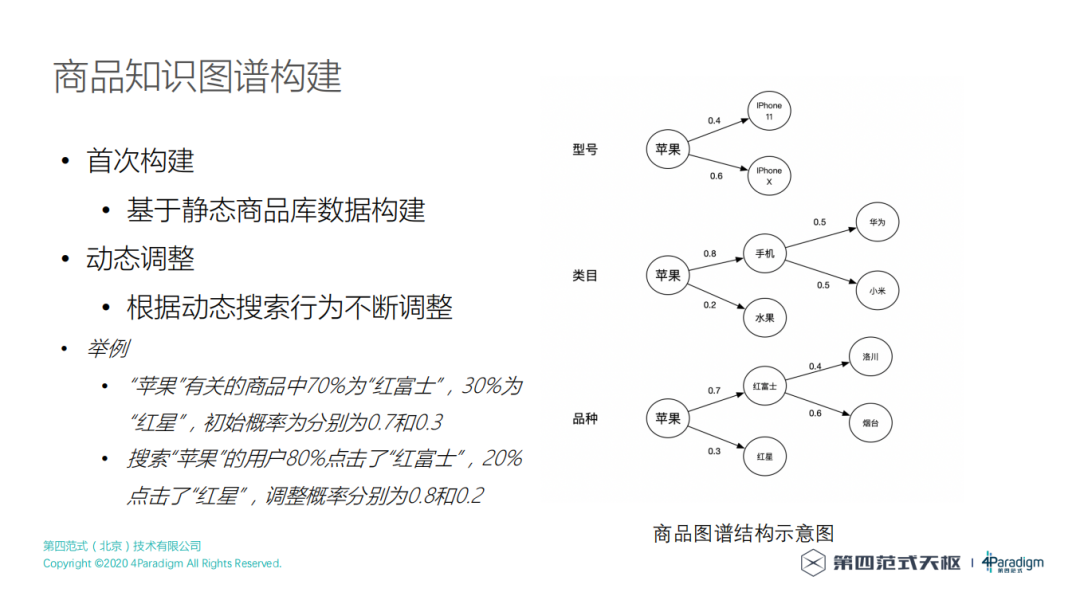 商品知识图谱构建
• 首次构建
• 基于静态商品库数据构建
• 动态调整
• 根据动态搜索行为不断调整
• 举例
• “苹果”有关的商品中70%为“红富士”，30%为
“红星”，初始概率为分别为0.7和0.3
• 搜索“苹果”的用户80%点击了“红富士”，20%
点击了“红星”，调整概率分别为0.8和0.2
型号
苹果
0.4
IPhone
11
0.6
IPhone
X
类目
苹果
0.8
手机
0.5
华为
0.5
小米
0.2
水果
品种
苹果
0.7
红富士
0.4
洛川
0.6
烟台
0.3
红星
商品图谱结构示意图
第四范式（北京）技术有限公司
Copyright ©2020 4Paradigm All Rights Reserved.
第四范式天枢
4Paradigm
第四范式